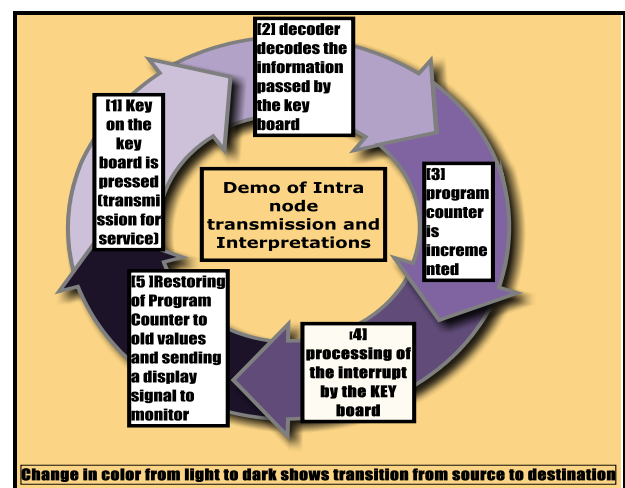 [1] Key
on the
key
board is
pressed
(transmi
ssion for
service)
[2] decoder
decodes the
information
passed by
the key
board
[3]
program
counter
is
increme
nted
[4]
processing of
the interrupt
by the KEY
board
[5 ]Restoring
of Program
Counter to
old values
and sending
a display
signal to
monitor
Demo of Intra
node
transmission and
Interpretations
Change in color from light to dark shows transition from source to destination